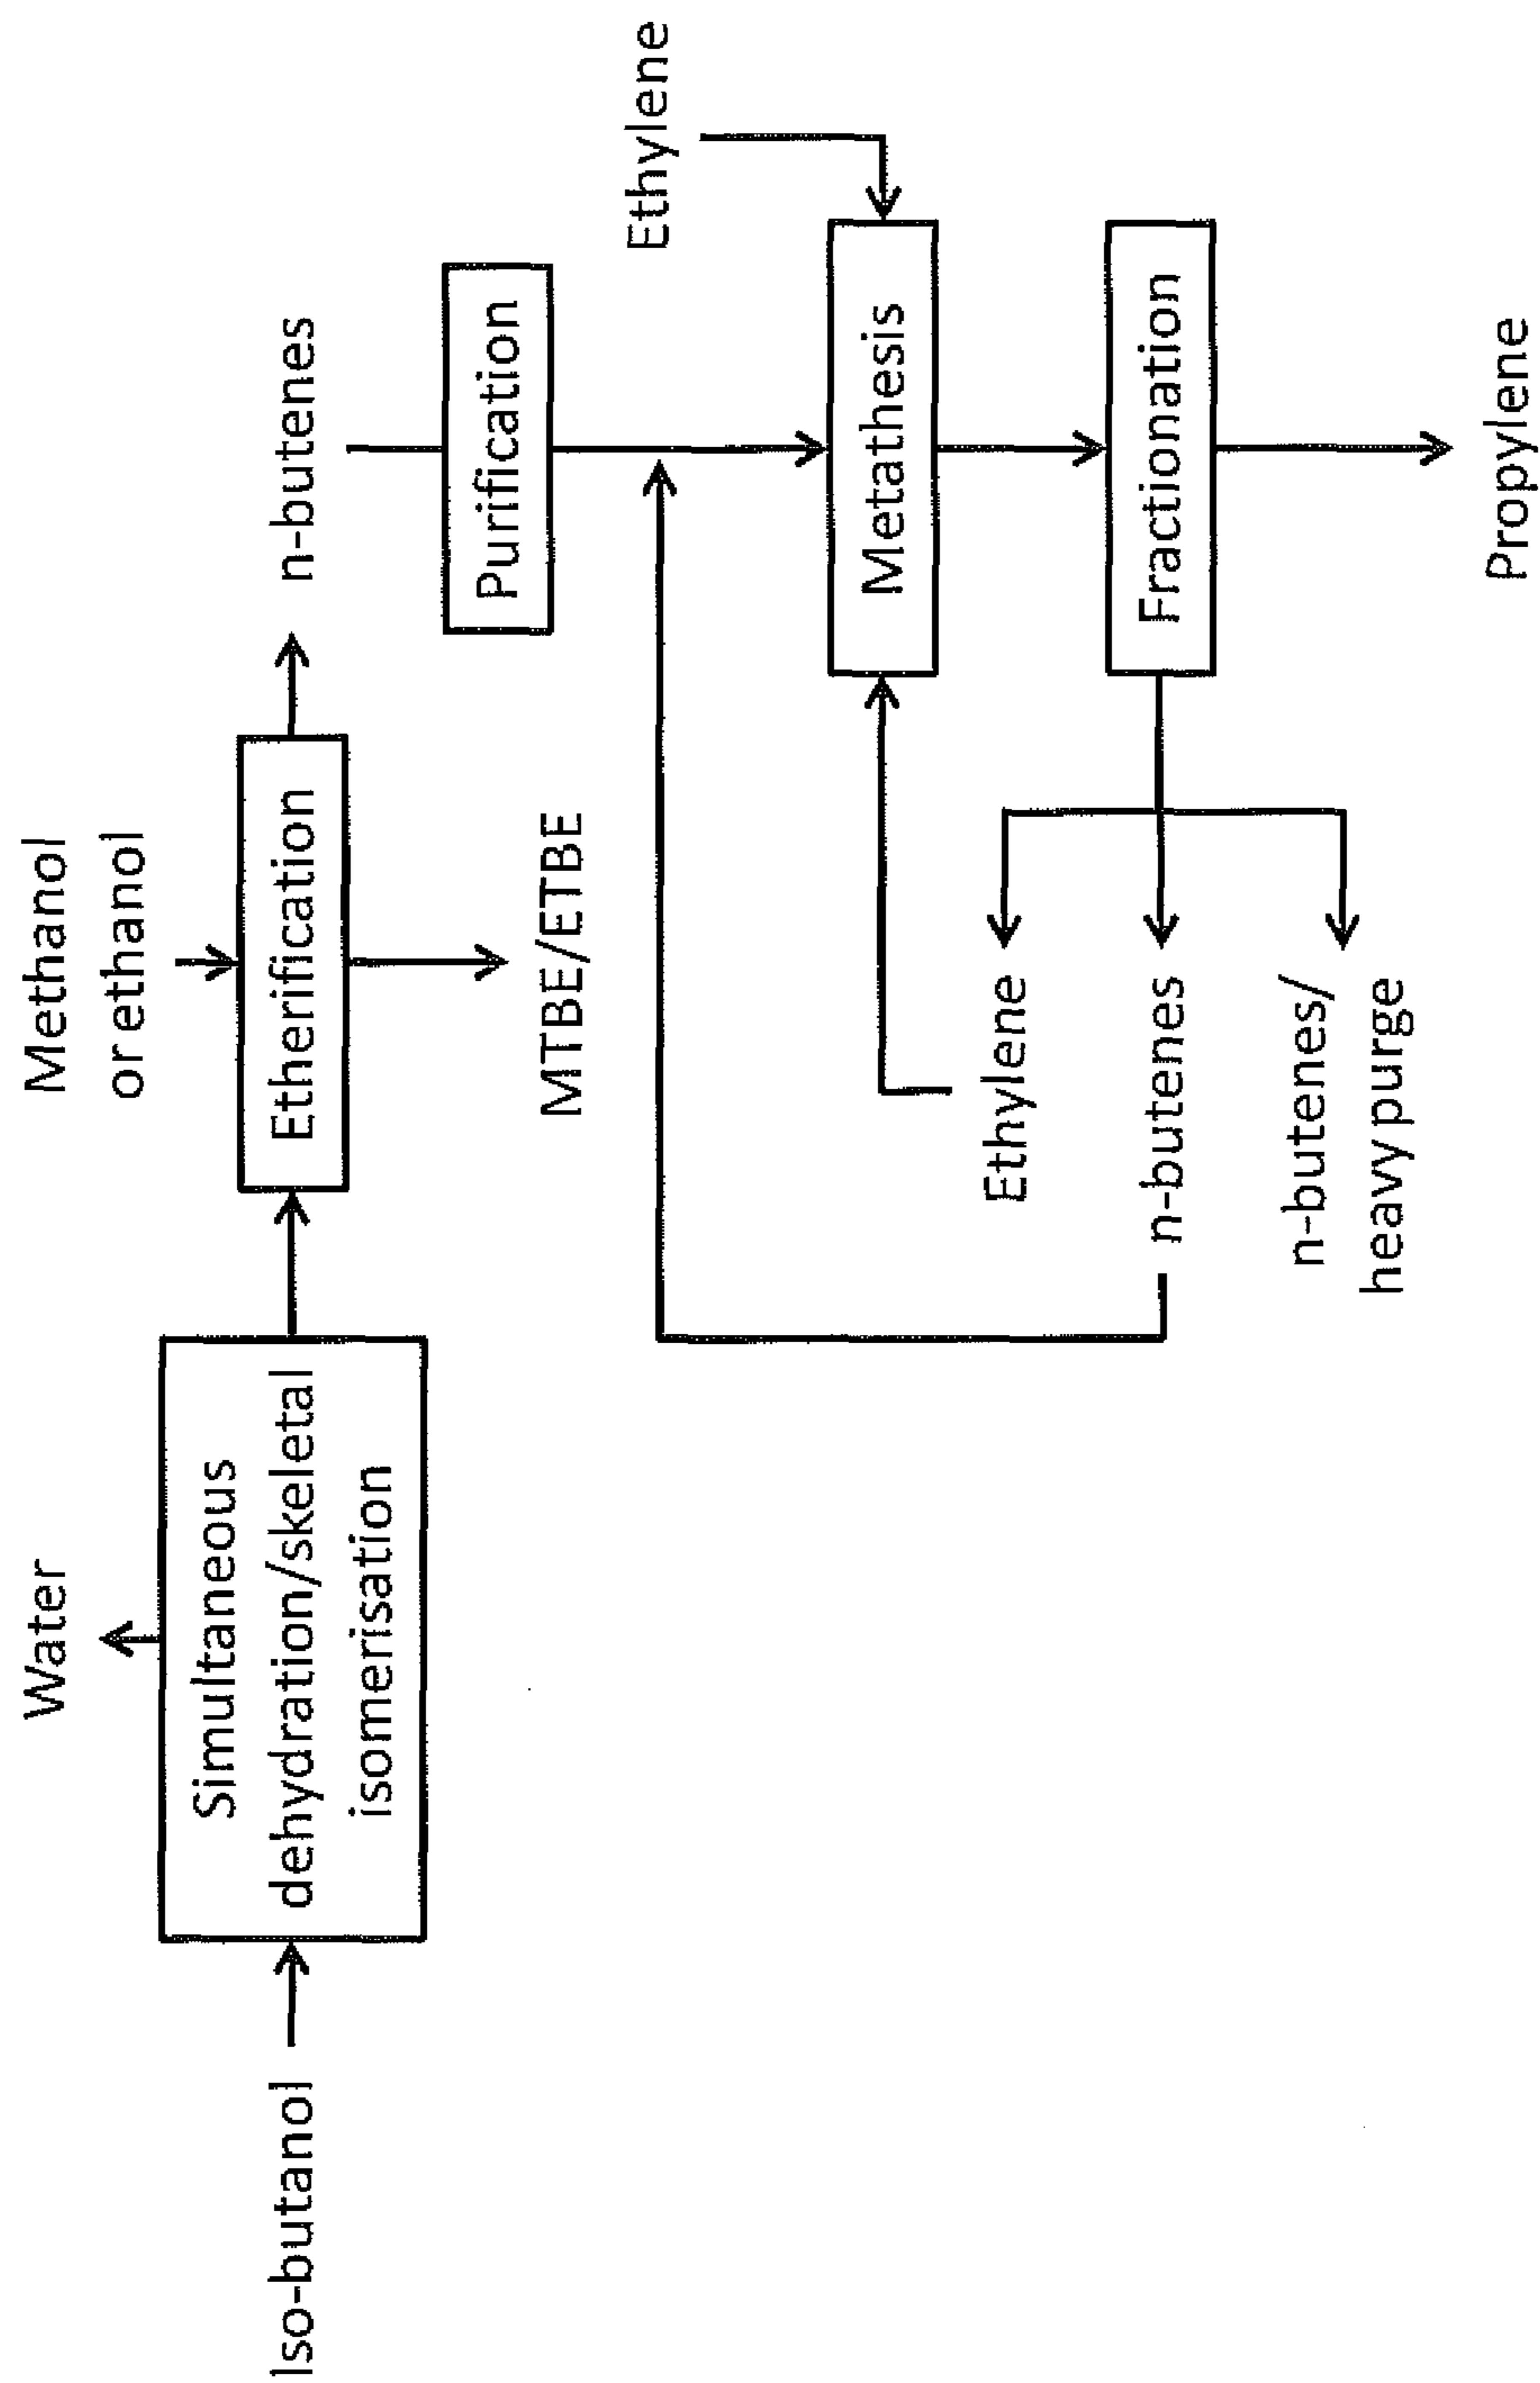 Iso-butanol
Water
Simultaneous
dehydration/skeletal
isomerisation
Methanol
or ethanol
Etherification
MTBE/ETBE
n-butenes
Purification
Ethylene
Metathesis
Fractionation
Ethylene
n-butenes
n-butenes/
heavy purge
Propylene